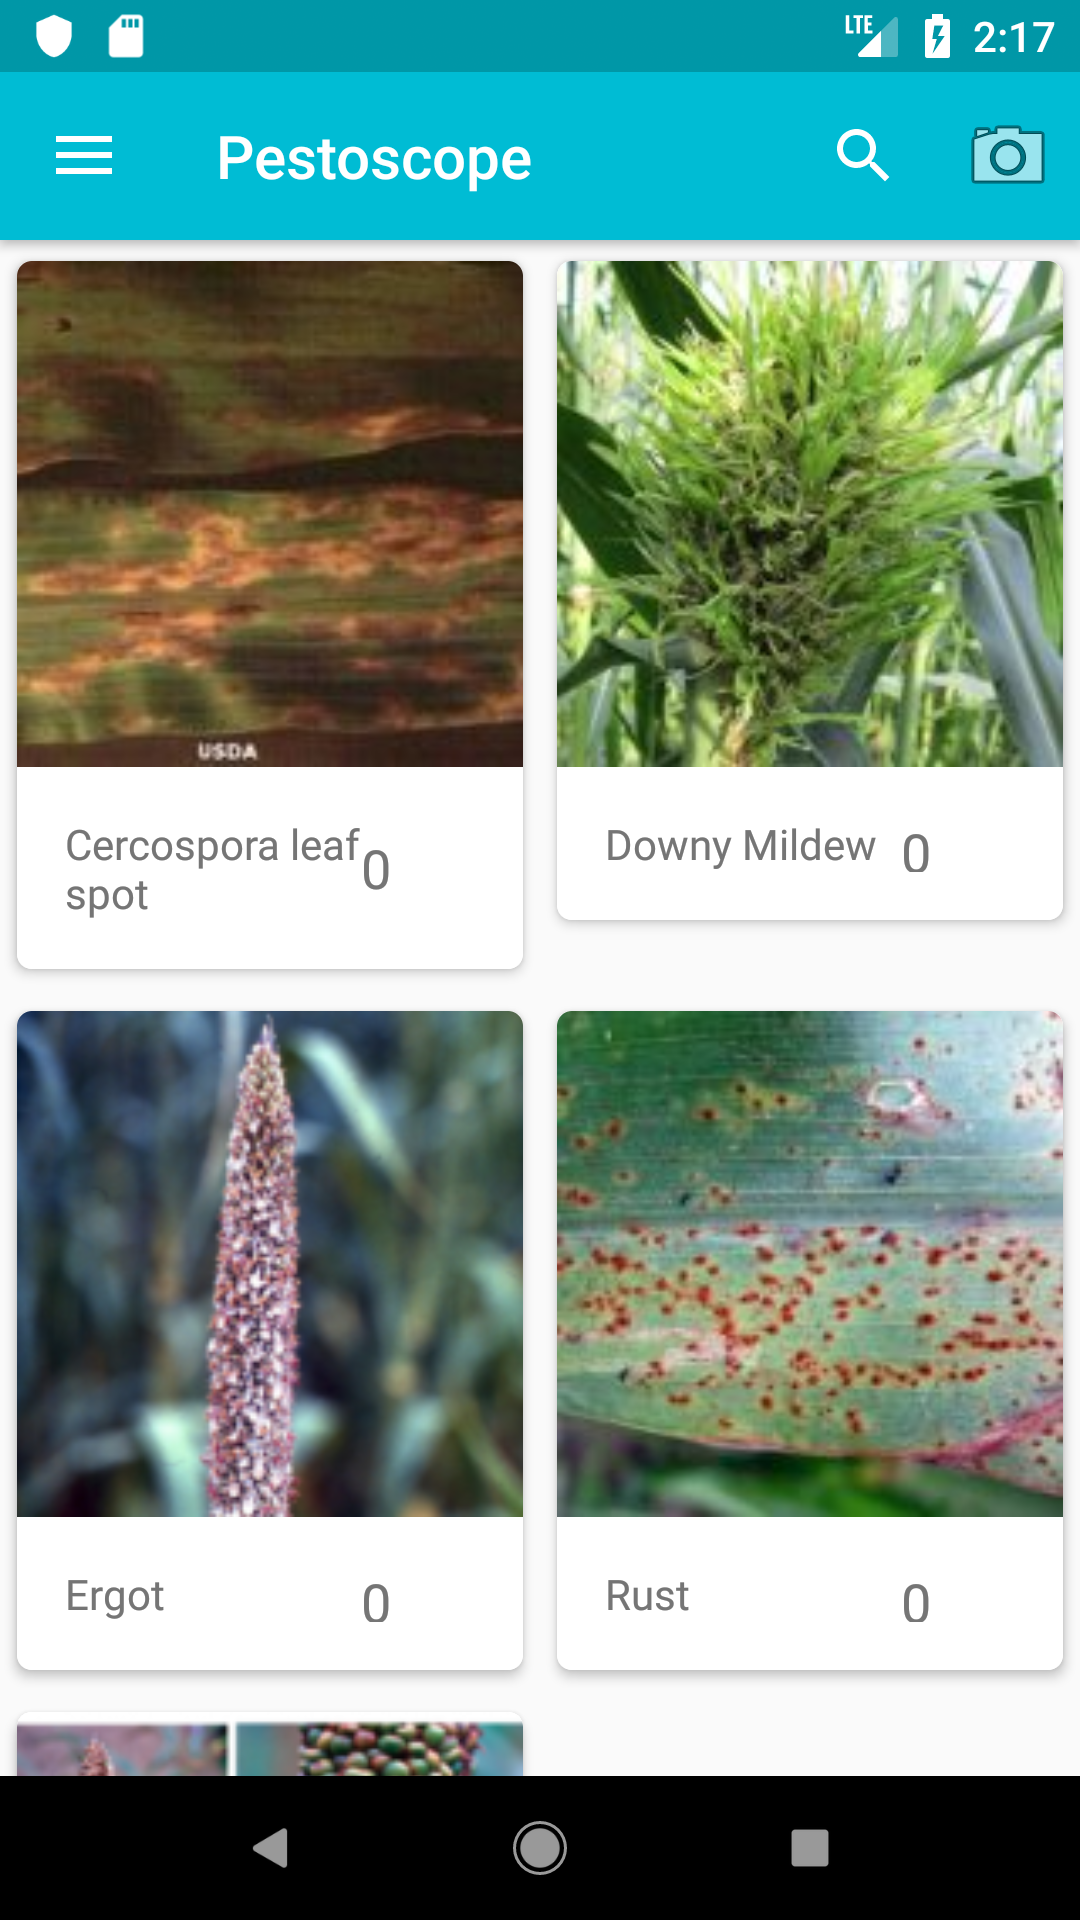 LTE 2:17
Pestoscope
USDA
Cercospora leaf 0
spot
Downy Mildew 0
Ergot 0
Rust 0